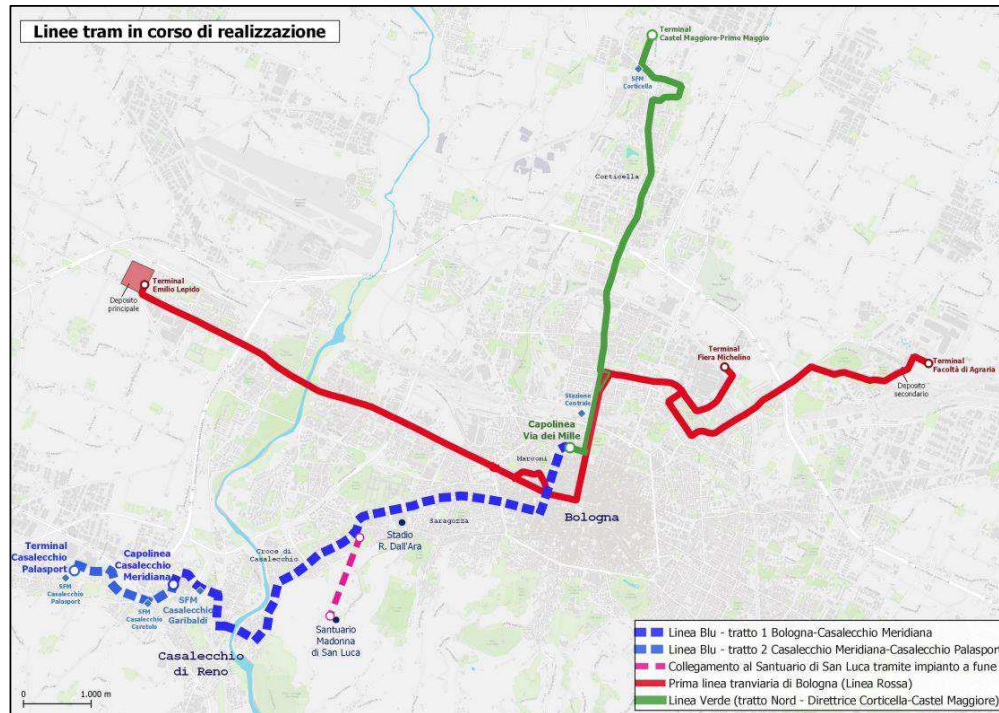 Linee tram in corso di realizzazione
Terminal
Castel Maggiore-Primo Maggio
SFM
Corticella
Corticella
Terminal
Emilio Lepido
Deposito
principale
Terminal
Fiera Michelino
Terminal
Facoltà di Agraria
Deposito
secondario
Stazione
Centrale
Capolinea
Via dei Mille
Marconi
Bologna
Saragozza
Stadio
R. Dall'Ara
Croce di
Casalecchio
Terminal
Casalecchio
Palasport
Capolinea
Casalecchio
Meridiana
SFM
Casalecchio
Palasport
SFM
Casalecchio
Ceretolo
SFM
Casalecchio
Garibaldi
Santuario
Madonna
di San Luca
Casalecchio
di Reno
0 1.000 m
Linea Blu - tratto 1 Bologna-Casalecchio Meridiana
Linea Blu - tratto 2 Casalecchio Meridiana-Casalecchio Palasport
Collegamento al Santuario di San Luca tramite impianto a fune
Prima linea tranviaria di Bologna (Linea Rossa)
Linea Verde (tratto Nord - Direttrice Corticella-Castel Maggiore)